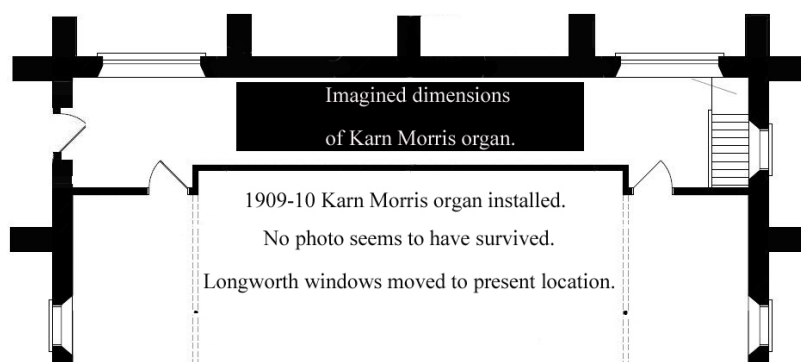 Imagined dimensions
of Karn Morris organ.
1909-10 Karn Morris organ installed.
No photo seems to have survived.
Longworth windows moved to present location.